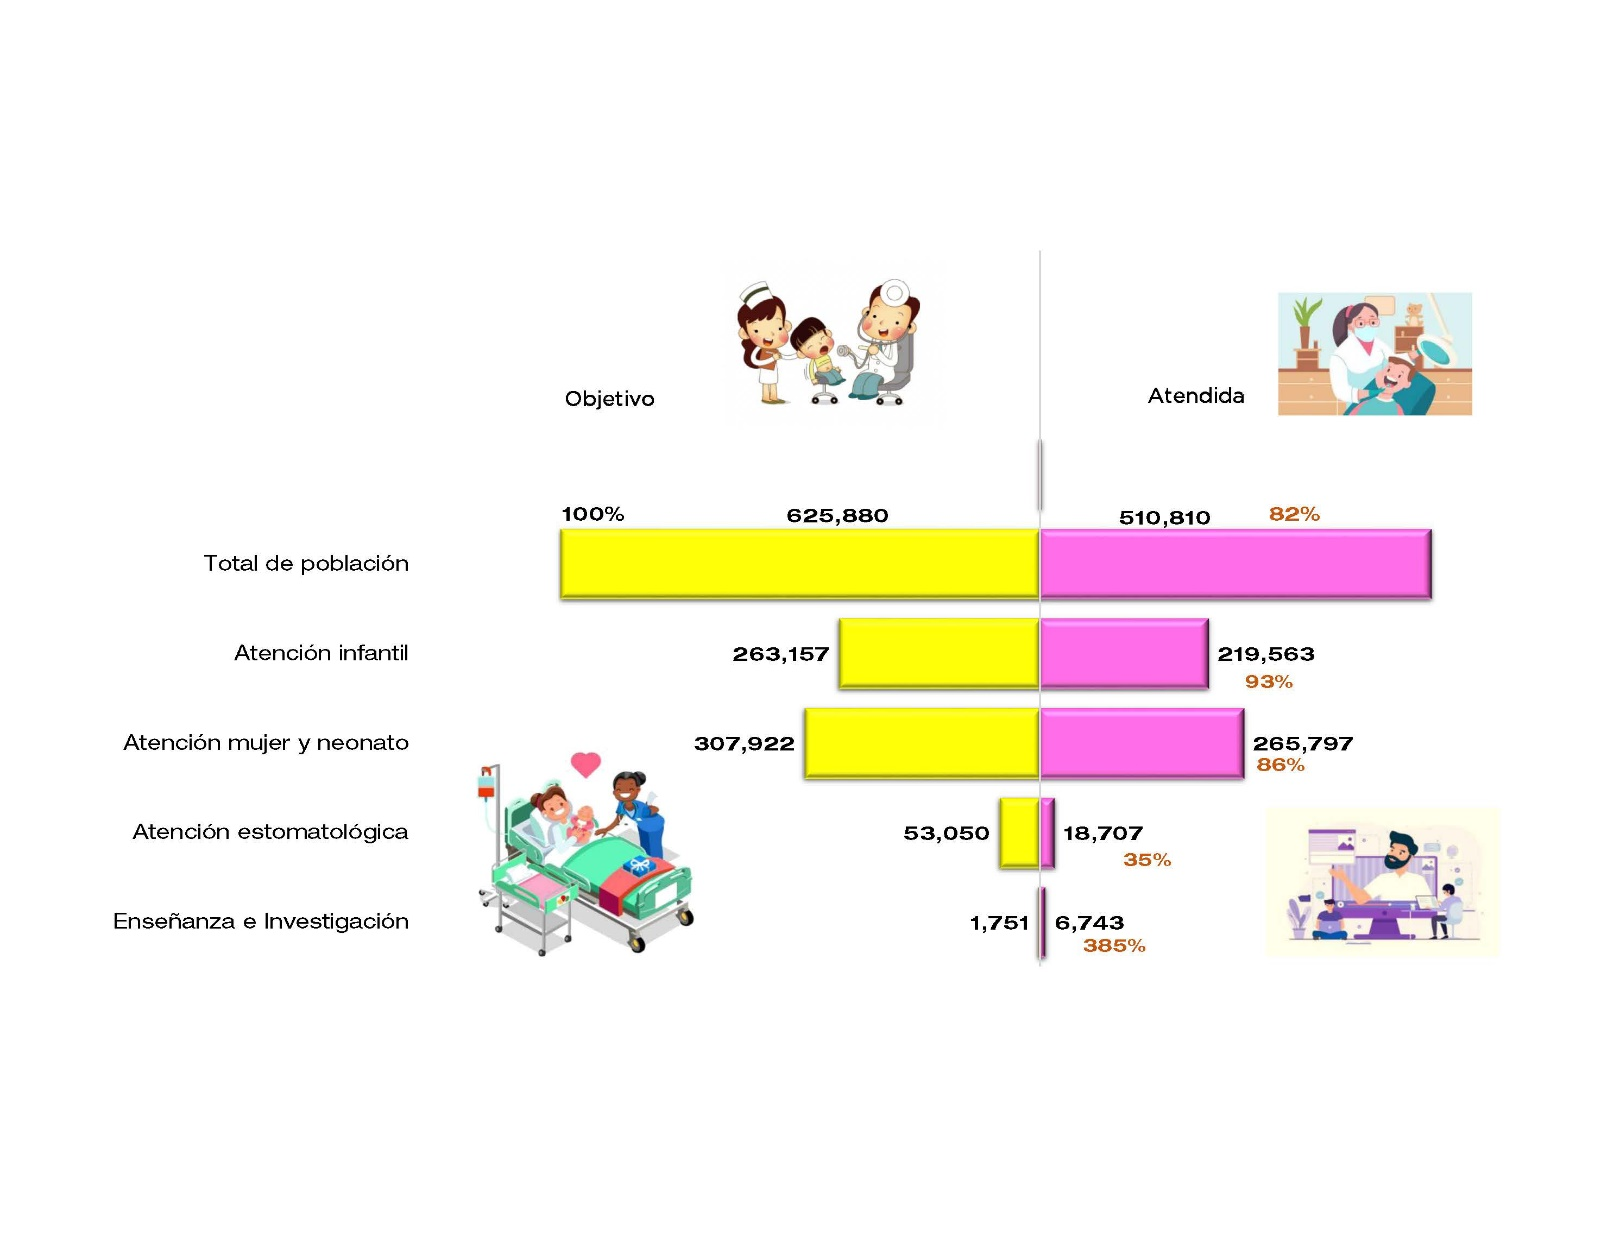 Objetivo
Atendida
100%
625,880
510,810
82%
Total de población
Atención infantil
263,157
219,563
93%
Atención mujer y neonato
307,922
265,797
86%
Atención estomatológica
53,050
18,707
35%
Enseñanza e Investigación
1,751
6,743
385%